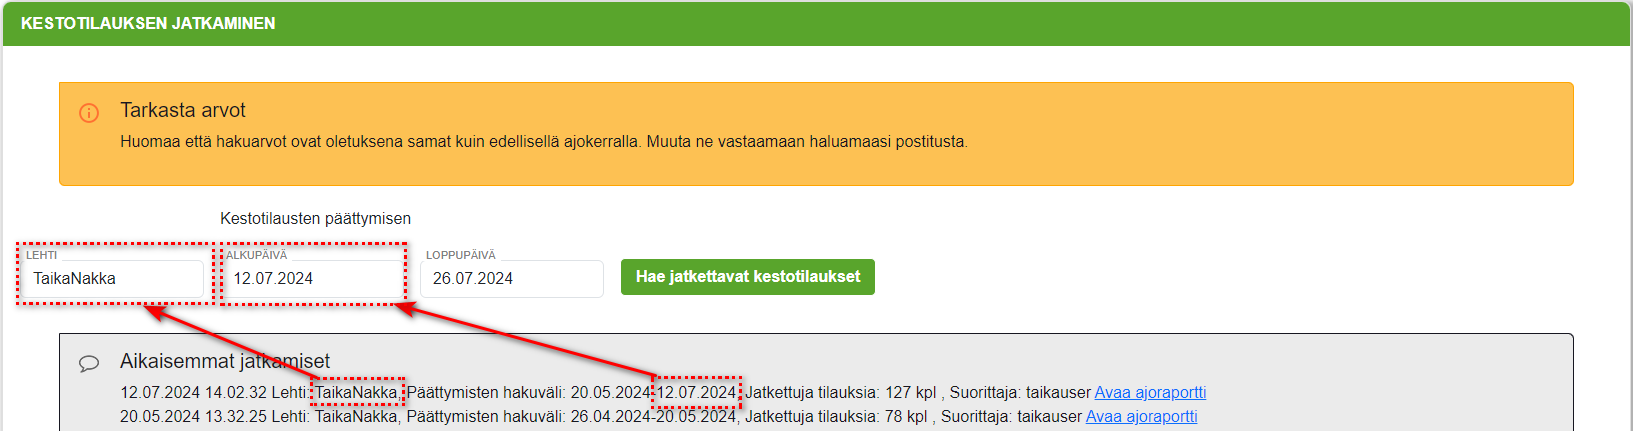 KESTOTILAUKSEN JATKAMINEN
Tarkasta arvot
Huomaa että hakuarvot ovat oletuksena samat kuin edellisellä ajokerralla. Muuta ne vastaamaan haluamaasi postitusta.
Kestotilausten päättymisen
LEHTI ALKUPÄIVÄ LOPPUPÄIVÄ
TaikaNakka 12.07.2024 26.07.2024 Hae jatkettavat kestotilaukset
Aikaisemmat jatkamiset
12.07.2024 14.02.32 Lehti: TaikaNakka, Päättymisten hakuväli: 20.05.2024-12.07.2024, Jatkettuja tilauksia: 127 kpl , Suorittaja: taikauser Avaa ajoraportti
20.05.2024 13.32.25 Lehti: TaikaNakka, Päättymisten hakuväli: 26.04.2024-20.05.2024, Jatkettuja tilauksia: 78 kpl , Suorittaja: taikauser Avaa ajoraportti